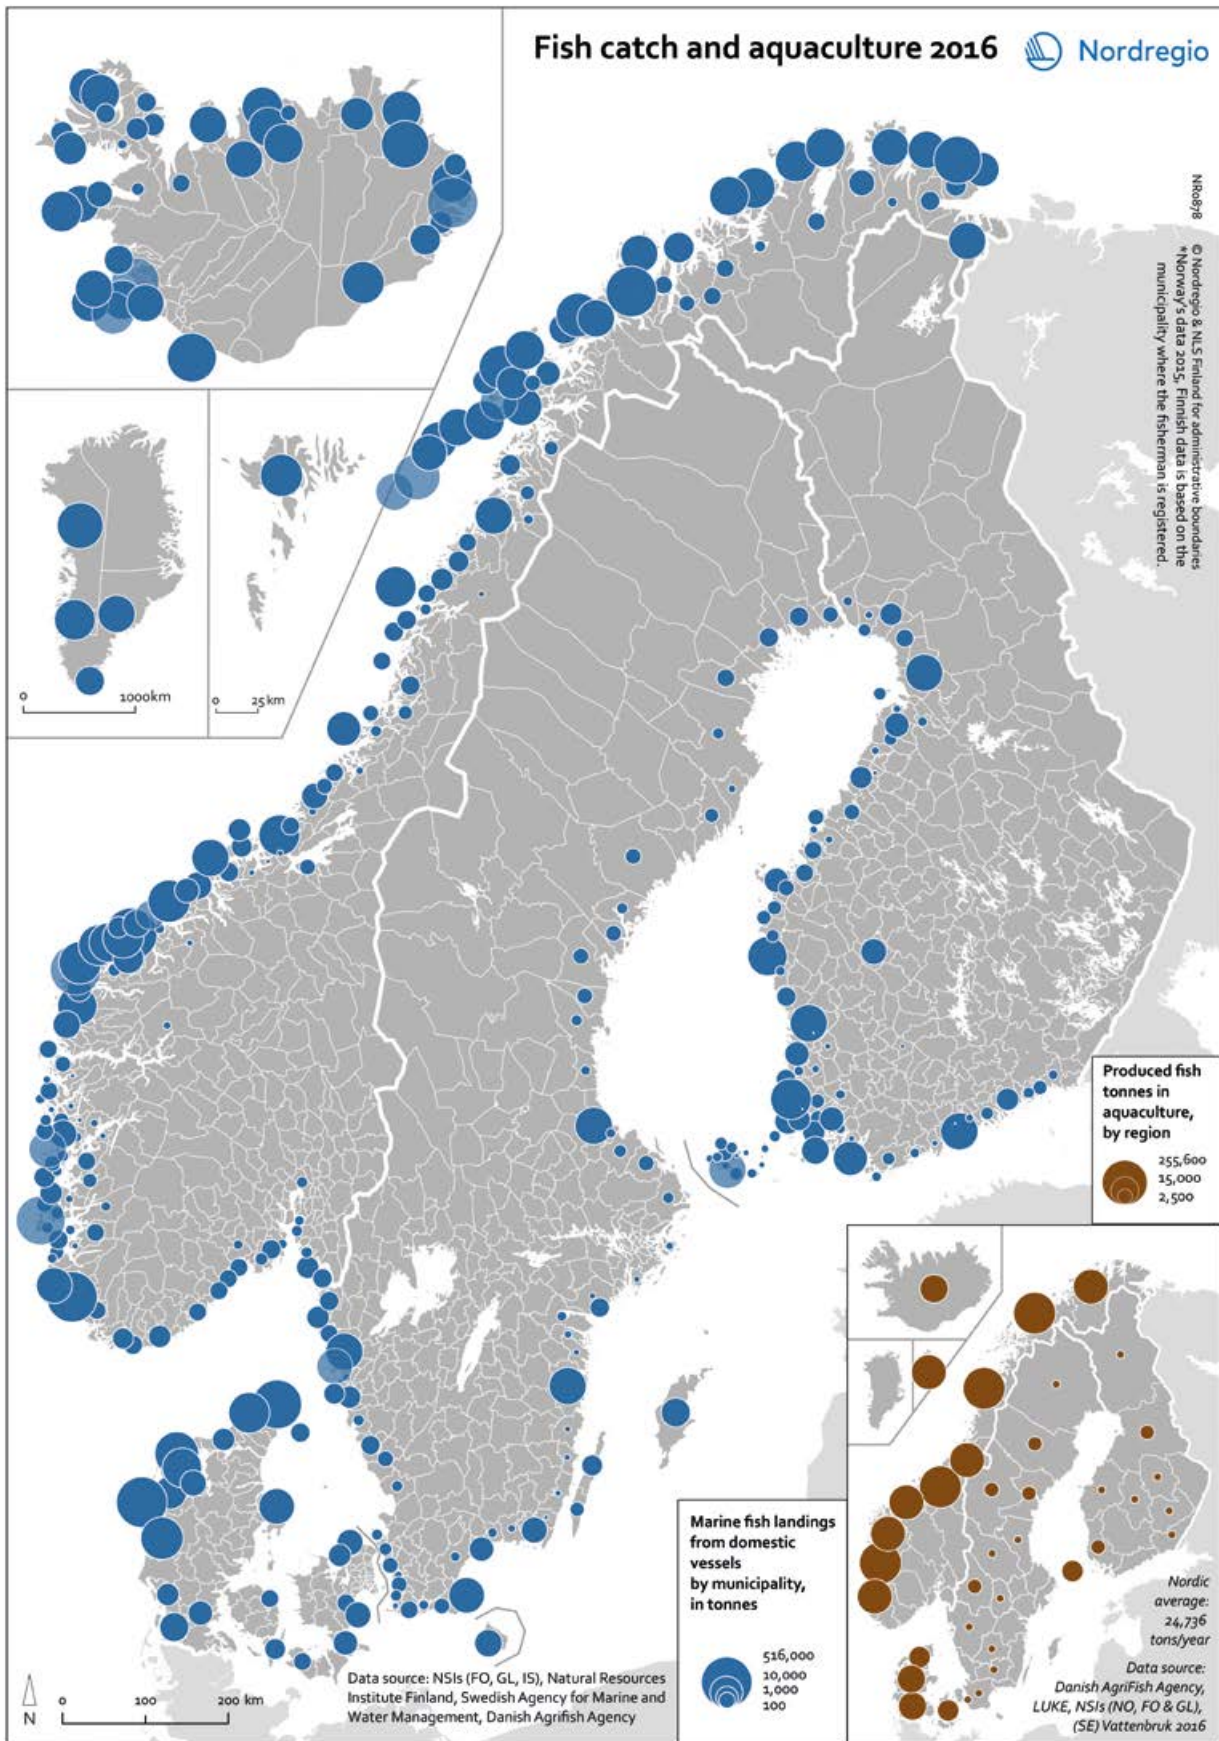 Fish catch and aquaculture 2016
Nordregio
NR0878
© Nordregio & NLS Finland for administrative boundaries
*Norway's data 2015, Finnish data is based on the
municipality where the fisherman is registered.
0
1000km
0
25km
Produced fish
tonnes in
aquaculture,
by region
255,600
15,000
2,500
Marine fish landings
from domestic
vessels
by municipality,
in tonnes
516,000
10,000
1,000
100
Nordic
average:
24,736
tons/year
Data source:
Danish AgriFish Agency,
LUKE, NSIs (NO, FO & GL),
(SE) Vattenbruk 2016
N
0
100
200 km
Data source: NSIs (FO, GL, IS), Natural Resources
Institute Finland, Swedish Agency for Marine and
Water Management, Danish Agrifish Agency